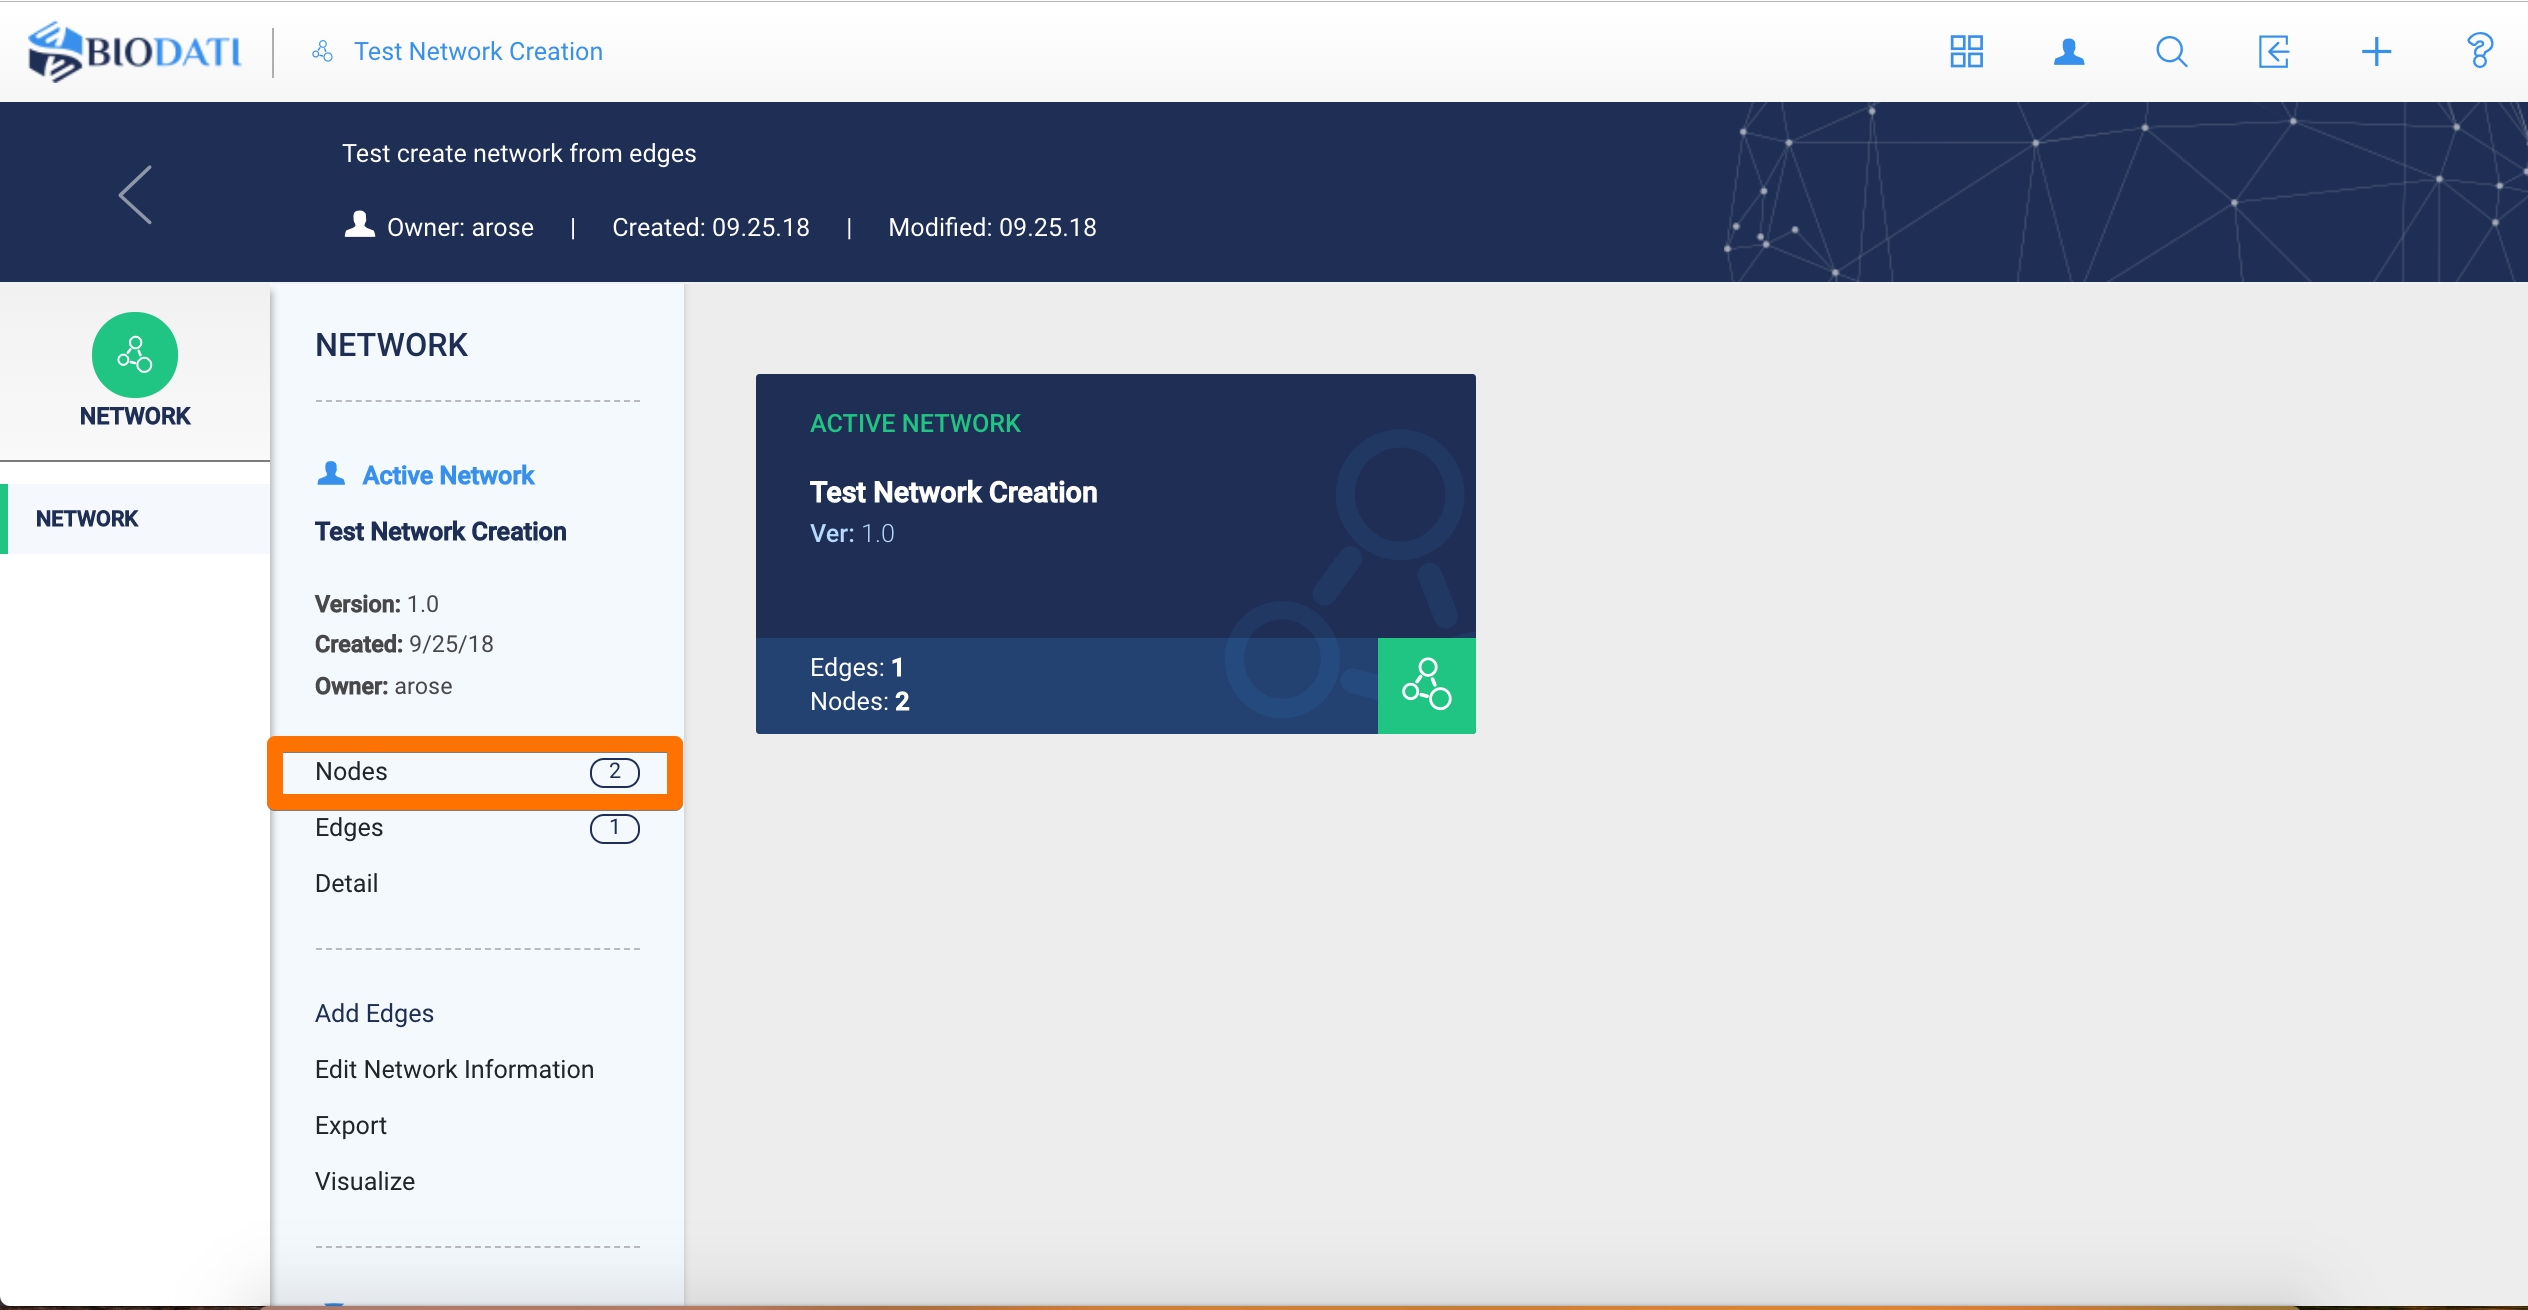 BIODATI
Test Network Creation
Test create network from edges
Owner: arose | Created: 09.25.18 | Modified: 09.25.18
NETWORK
NETWORK
NETWORK
Active Network
Test Network Creation
Version: 1.0
Created: 9/25/18
Owner: arose
Nodes 2
Edges 1
Detail
Add Edges
Edit Network Information
Export
Visualize
ACTIVE NETWORK
Test Network Creation
Ver: 1.0
Edges: 1
Nodes: 2